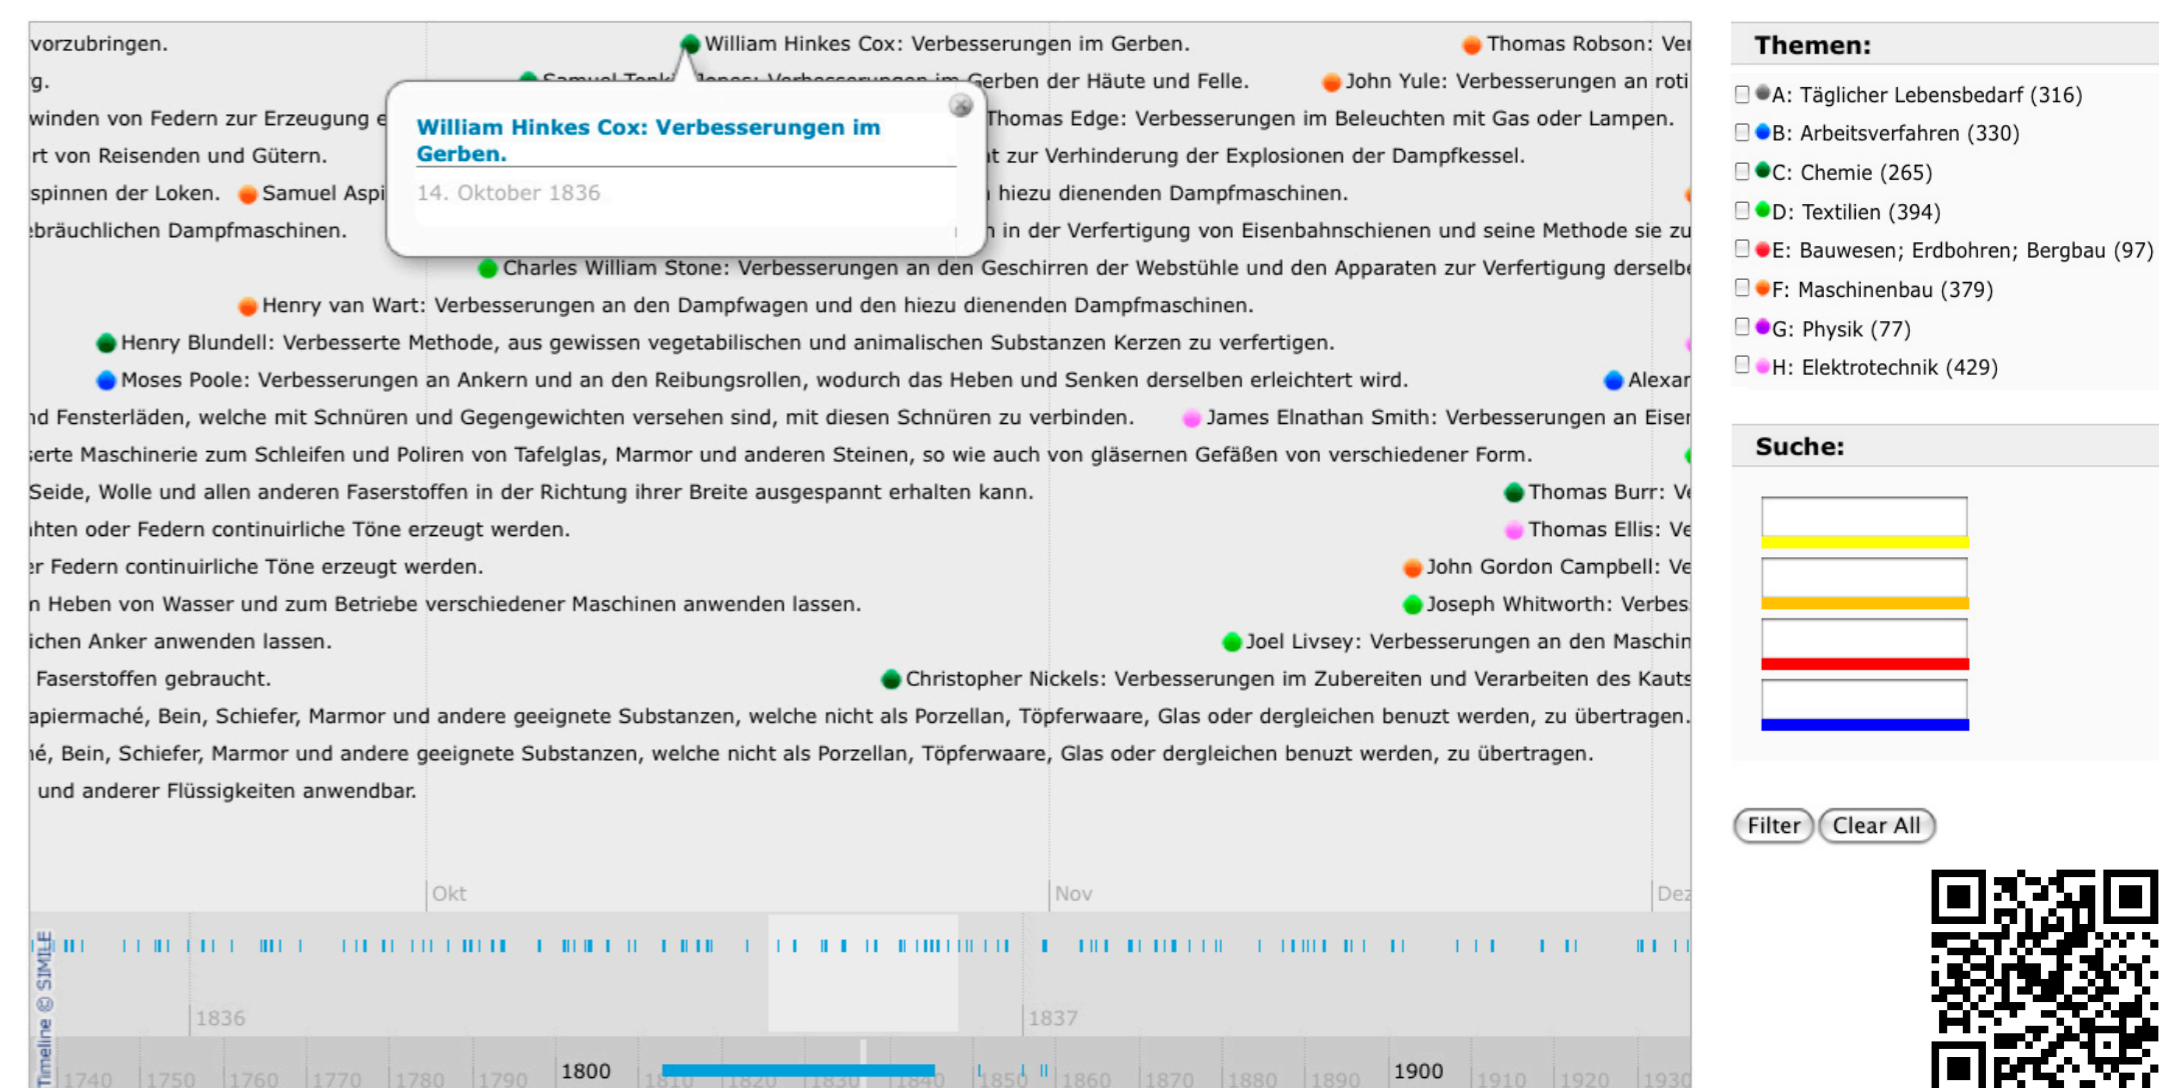 vorzubringen.
William Hinkes Cox: Verbesserungen im Gerben.
Thomas Robson: Ver
g.
Gerben der Häute und Felle.
John Yule: Verbesserungen an roti
winden von Federn zur Erzeugung e
Thomas Edge: Verbesserungen im Beleuchten mit Gas oder Lampen.
William Hinkes Cox: Verbesserungen im
Gerben.
14. Oktober 1836
rt von Reisenden und Gütern.
t zur Verhinderung der Explosionen der Dampfkessel.
spinnen der Loken.
Samuel Aspi
hiezu dienenden Dampfmaschinen.
ebräuchlichen Dampfmaschinen.
n in der Verfertigung von Eisenbahnschienen und seine Methode sie zu
Charles William Stone: Verbesserungen an den Geschirren der Webstühle und den Apparaten zur Verfertigung derselbe
Henry van Wart: Verbesserungen an den Dampfwagen und den hiezu dienenden Dampfmaschinen.
Henry Blundell: Verbesserte Methode, aus gewissen vegetabilischen und animalischen Substanzen Kerzen zu verfertigen.
Moses Poole: Verbesserungen an Ankern und an den Reibungsrollen, wodurch das Heben und Senken derselben erleichtert wird.
Alexar
nd Fensterläden, welche mit Schnüren und Gegengewichten versehen sind, mit diesen Schnüren zu verbinden.
James Elnathan Smith: Verbesserungen an Eiser
serte Maschinerie zum Schleifen und Poliren von Tafelglas, Marmor und anderen Steinen, so wie auch von gläsernen Gefäßen von verschiedener Form.
Seide, Wolle und allen anderen Faserstoffen in der Richtung ihrer Breite ausgespannt erhalten kann.
Thomas Burr: Ve
ahten oder Federn continuirliche Töne erzeugt werden.
Thomas Ellis: Ve
er Federn continuirliche Töne erzeugt werden.
John Gordon Campbell: Ve
n Heben von Wasser und zum Betriebe verschiedener Maschinen anwenden lassen.
Joseph Whitworth: Verbes
ichen Anker anwenden lassen.
Joel Livsey: Verbesserungen an den Maschin
Faserstoffen gebraucht.
Christopher Nickels: Verbesserungen im Zubereiten und Verarbeiten des Kauts
apiermaché, Bein, Schiefer, Marmor und andere geeignete Substanzen, welche nicht als Porzellan, Töpferwaare, Glas oder dergleichen benuzt werden, zu übertragen.
né, Bein, Schiefer, Marmor und andere geeignete Substanzen, welche nicht als Porzellan, Töpferwaare, Glas oder dergleichen benuzt werden, zu übertragen.
und anderer Flüssigkeiten anwendbar.
Okt
Nov
Dez
1836
1837
1740 1750 1760 1770 1780 1790 1800 1810 1820 1830 1840 1850 1860 1870 1880 1890 1900 1910 1920 1930
Timeline © SIMILE
Themen:
A: Täglicher Lebensbedarf (316)
B: Arbeitsverfahren (330)
C: Chemie (265)
D: Textilien (394)
E: Bauwesen; Erdbohren; Bergbau (97)
F: Maschinenbau (379)
G: Physik (77)
H: Elektrotechnik (429)
Suche:
Filter
Clear All